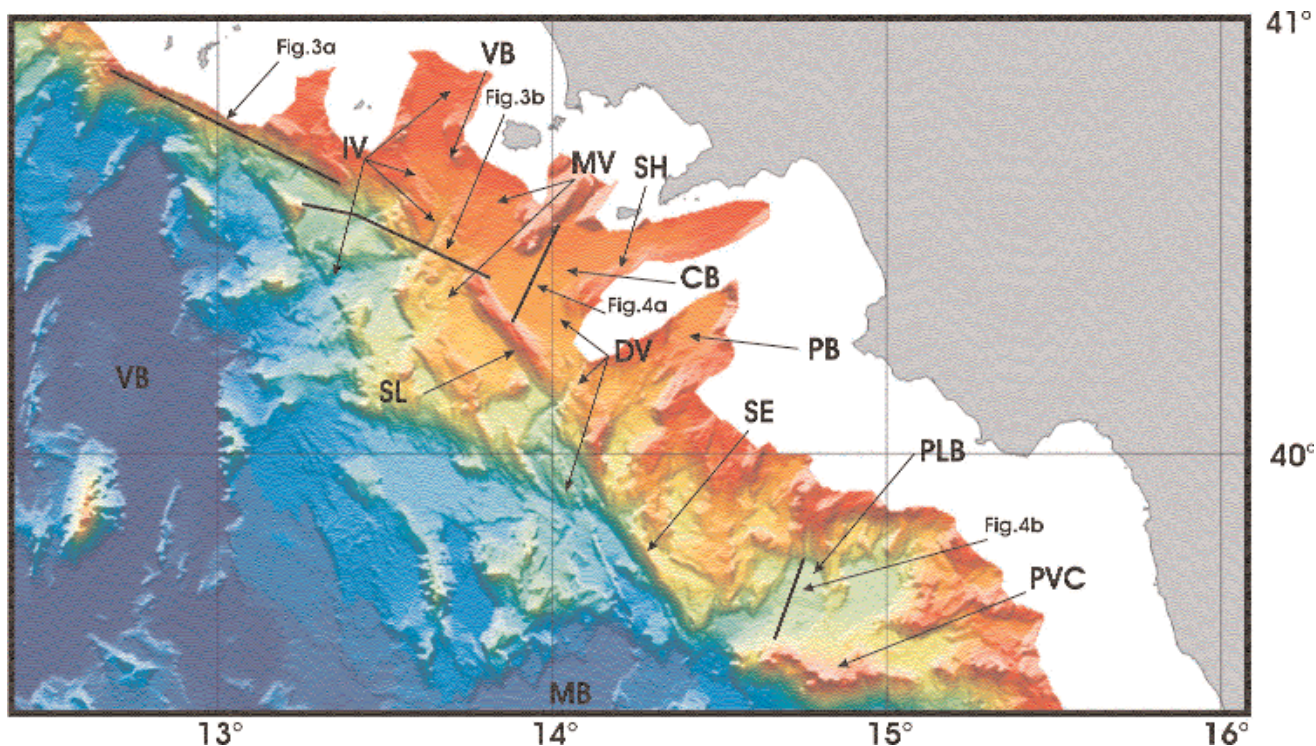 41°
Fig.3a
VB
Fig.3b
IV
MV
SH
CB
Fig.4a
DV
PB
VB
SL
SE
40°
PLB
Fig.4b
PVC
MB
13°
14°
15°
16°